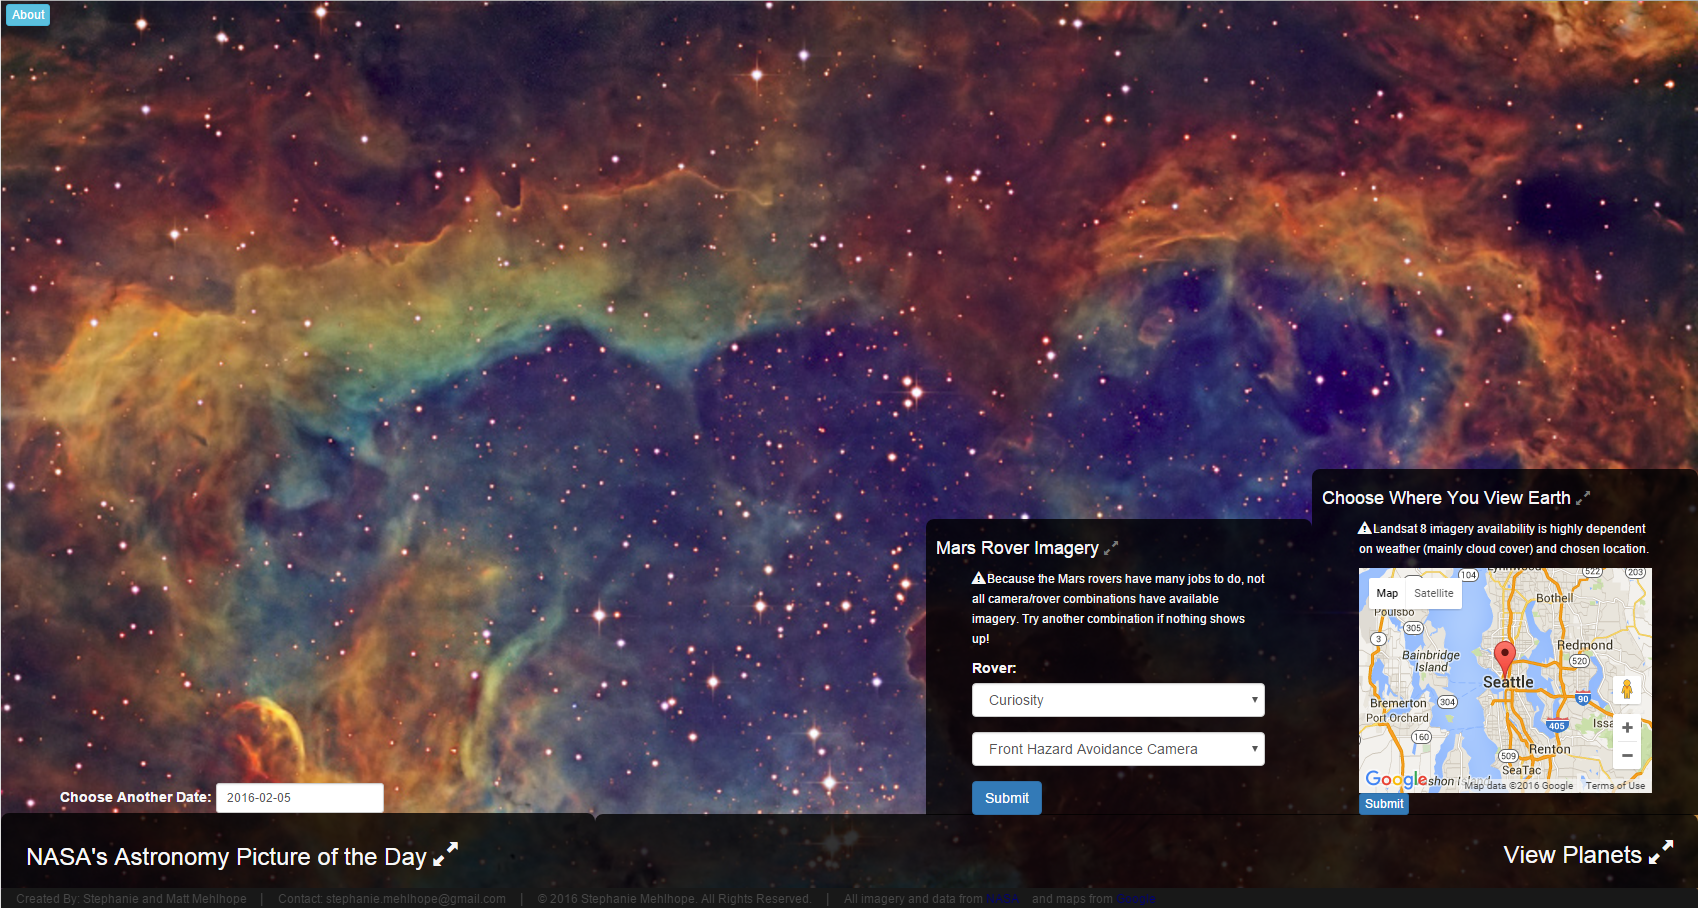 About
Choose Where You View Earth
Landsat 8 imagery availability is highly dependent
on weather (mainly cloud cover) and chosen location.
Map Satellite
Lynnwood
522
203
104
Bothell
Poulsbo
305
3
Redmond
Bainbridge
Island
520
Seattle
Bremerton
304
90
Port Orchard
Issa
405
160
Renton
509
SeaTac
Google
shon Island
Map data ©2016 Google Terms of Use
Submit
Mars Rover Imagery
Because the Mars rovers have many jobs to do, not
all camera/rover combinations have available
imagery. Try another combination if nothing shows
up!
Rover:
Curiosity
Front Hazard Avoidance Camera
Submit
Choose Another Date: 2016-02-05
NASA's Astronomy Picture of the Day
View Planets
Created By: Stephanie and Matt Mehlhope | Contact: stephanie.mehlhope@gmail.com | © 2016 Stephanie Mehlhope. All Rights Reserved. | All imagery and data from NASA and maps from Google